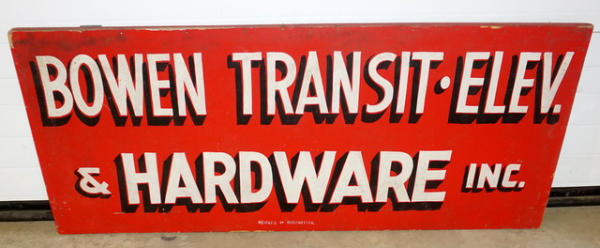 BOWEN TRANSIT·ELEV.
& HARDWARE INC.